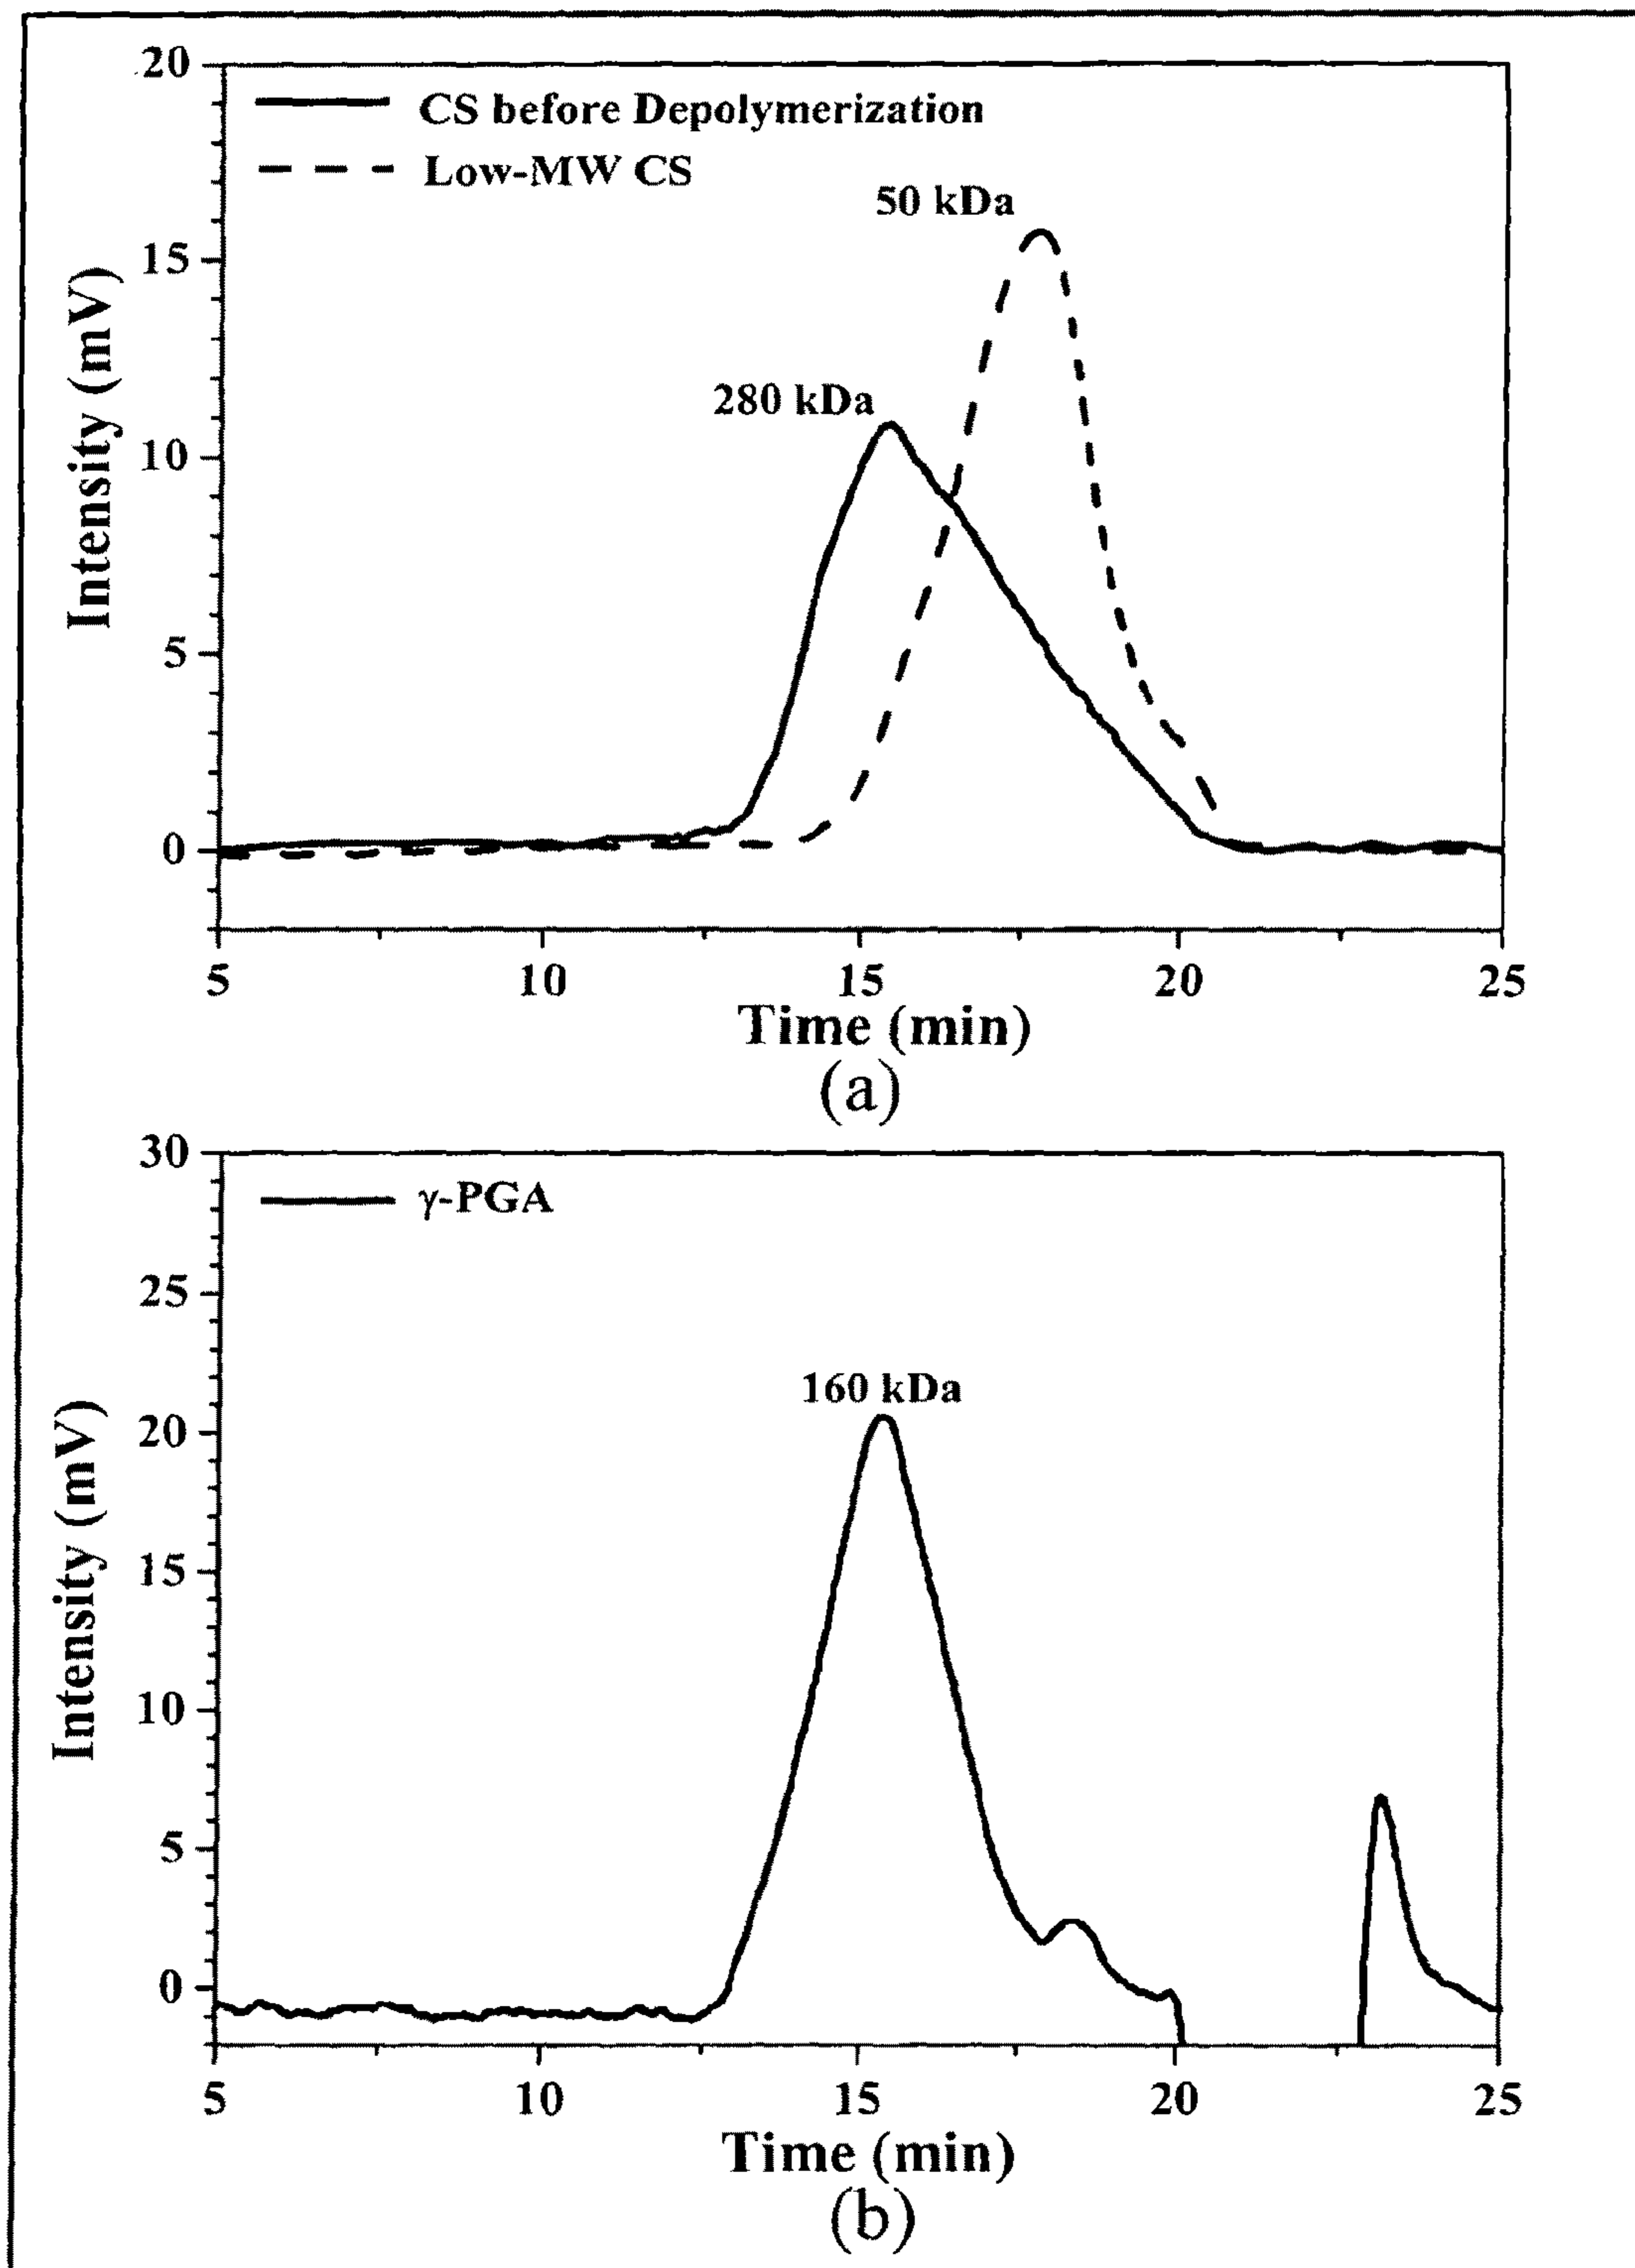 20
CS before Depolymerization
Low-MW CS
50 kDa
15
280 kDa
10
5
0
Intensity (mV)
5 10 15 20 25
Time (min)
(a)
30
γ-PGA
25
160 kDa
20
15
10
5
0
Intensity (mV)
5 10 15 20 25
Time (min)
(b)